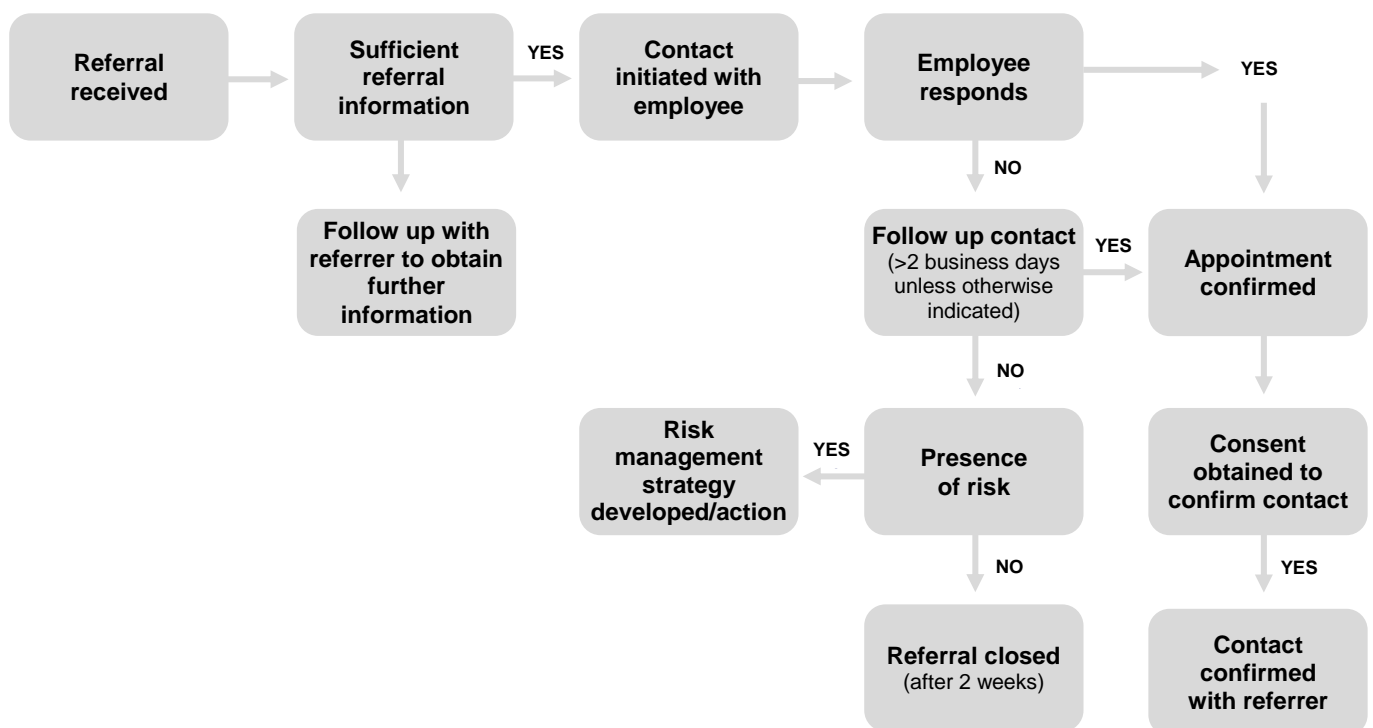 Referral
received
Sufficient
referral
information
YES
Contact
initiated with
employee
Employee
responds
YES
NO
Follow up with
referrer to obtain
further
information
Follow up contact
(>2 business days
unless otherwise
indicated)
YES
Appointment
confirmed
NO
Risk
management
strategy
developed/action
YES
Presence
of risk
Consent
obtained to
confirm contact
NO
YES
Referral closed
(after 2 weeks)
Contact
confirmed
with referrer